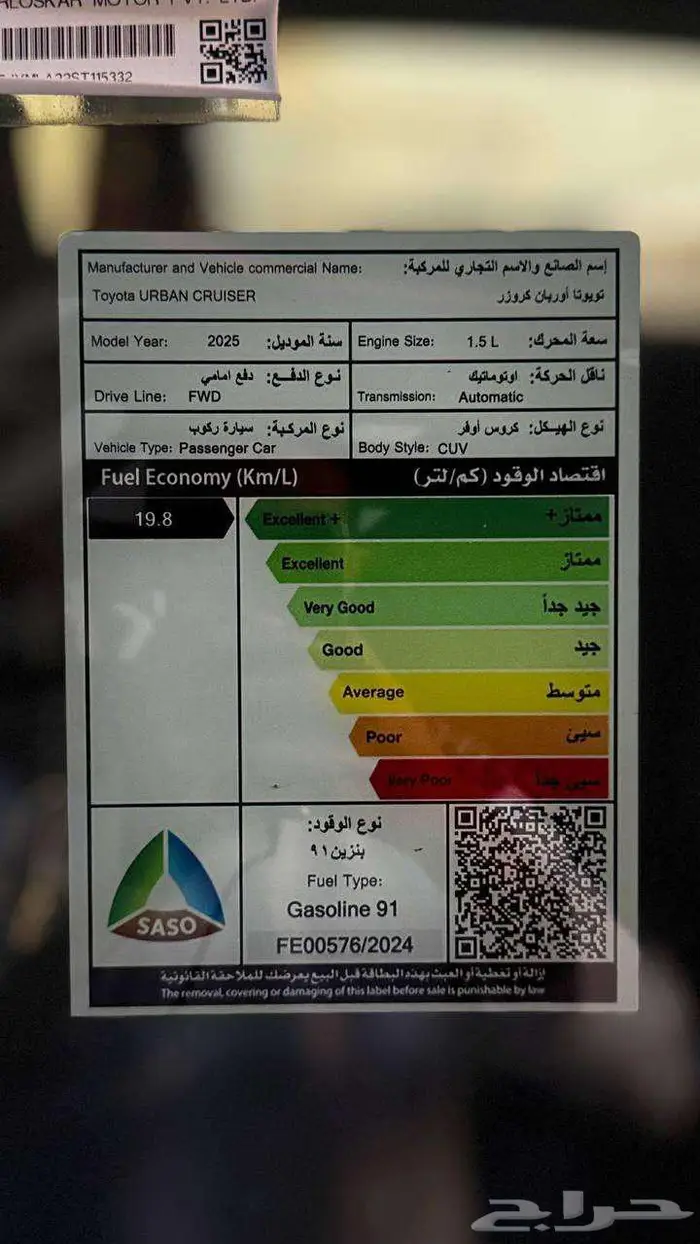 MOTOR PVT. LTD.
A22ST115332
Manufacturer and Vehicle commercial Name: إسم الصانع والاسم التجاري للمركبة:
Toyota URBAN CRUISER تويوتا أوربان كروزر
Model Year: 2025 سنة الموديل: Engine Size: 1.5 L سعة المحرك:
نوع الدفع: دفع امامي ناقل الحركة: اوتوماتيك
Drive Line: FWD Transmission: Automatic
نوع المركبة: سيارة ركوب نوع الهيكل: كروس أوفر
Vehicle Type: Passenger Car Body Style: CUV
Fuel Economy (Km/L) اقتصاد الوقود (كم/لتر)
19.8 Excellent + ممتاز +
Excellent ممتاز
Very Good جيد جداً
Good جيد
Average متوسط
Poor سيئ
Very Poor سيئ جداً
نوع الوقود:
بنزين ٩١
Fuel Type:
Gasoline 91
SASO
FE00576/2024
إزالة أو تغطية أو العبث بهذه البطاقة قبل البيع يعرضك للملاحقة القانونية
The removal, covering or damaging of this label before sale is punishable by law
حراج